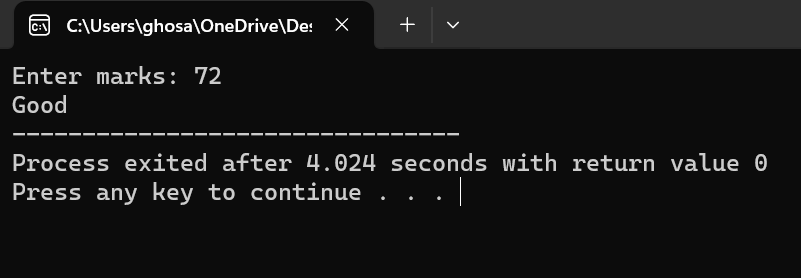 C:\Users\ghosa\OneDrive\Des
Enter marks: 72
Good
--------------------------------
Process exited after 4.024 seconds with return value 0
Press any key to continue . . .